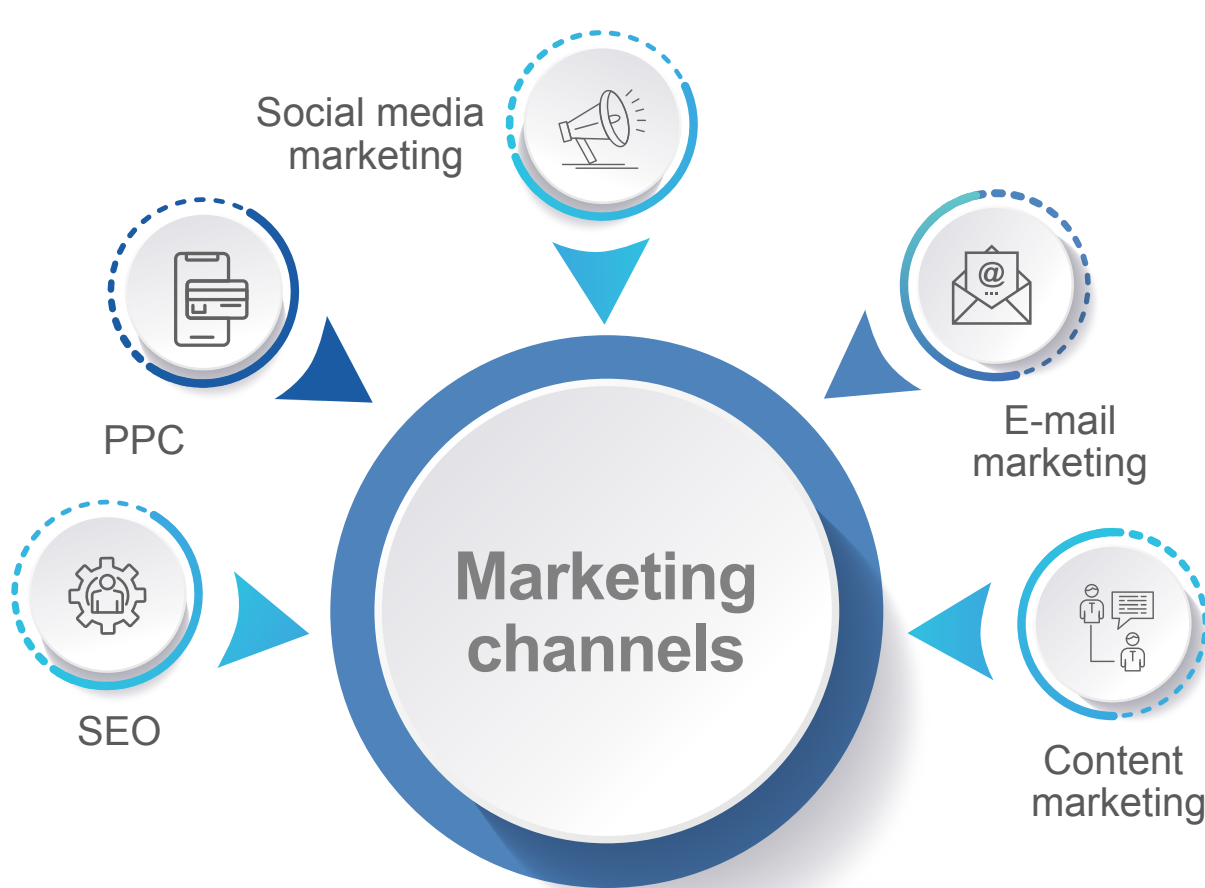 Social media
marketing
PPC
E-mail
marketing
@
Marketing
channels
SEO
Content
marketing